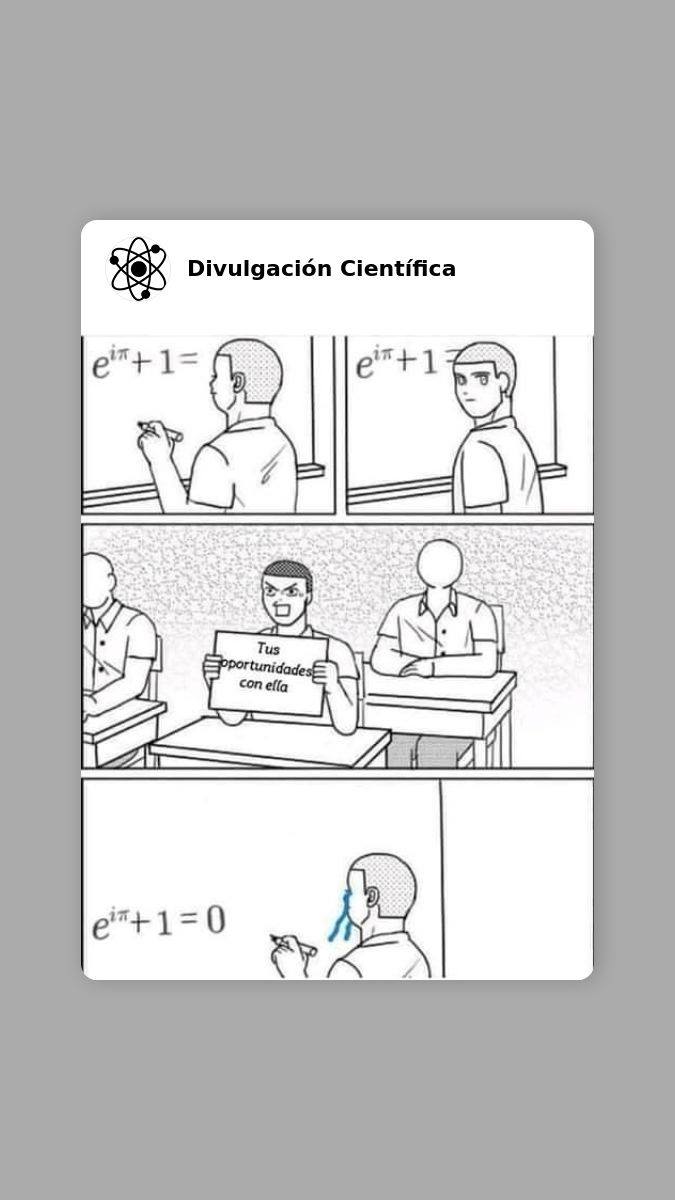 Divulgación Científica
e^{iπ}+1=
e^{iπ}+1=
Tus
oportunidades
con ella
e^{iπ}+1=0